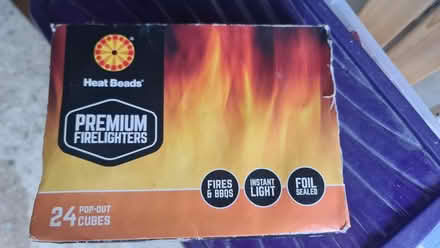 Heat Beads®
PREMIUM
FIRELIGHTERS
FIRES
& BBQS
INSTANT
LIGHT
FOIL
SEALED
24 POP-OUT
CUBES